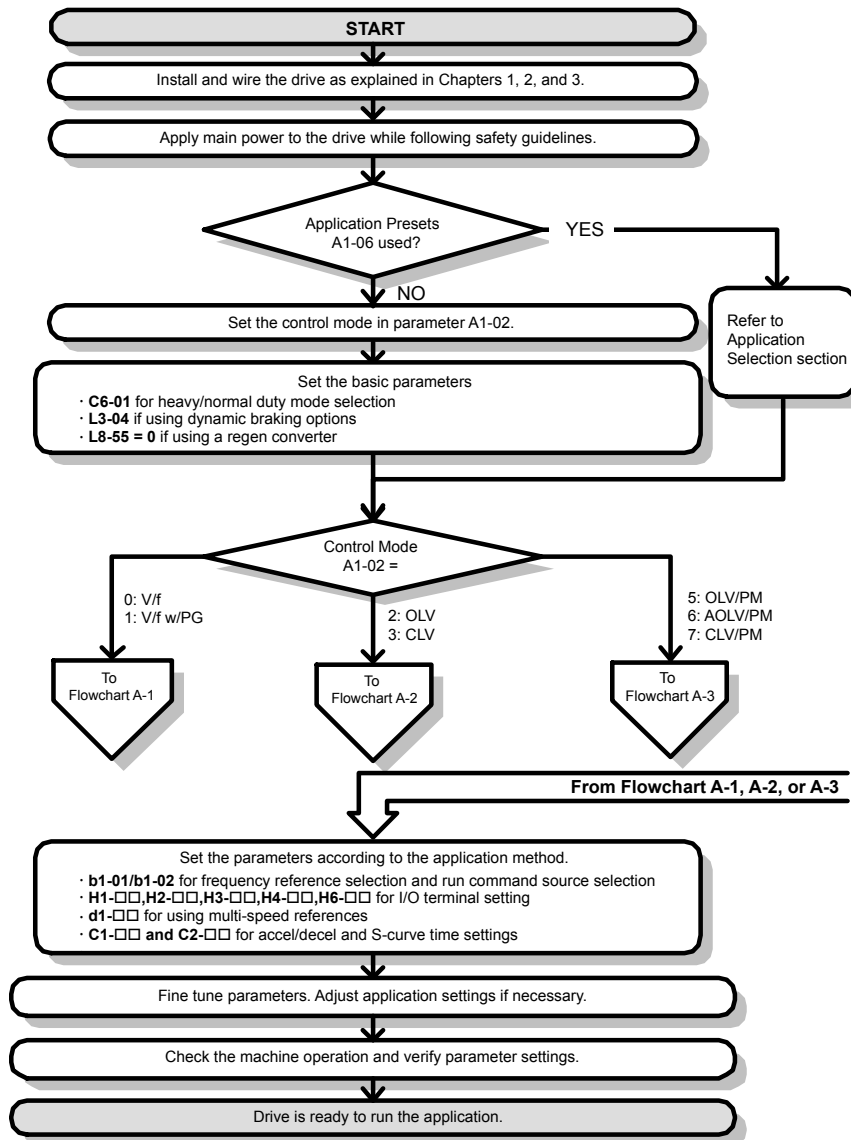 START
Install and wire the drive as explained in Chapters 1, 2, and 3.
Apply main power to the drive while following safety guidelines.
Application Presets
A1-06 used?
YES
NO
Set the control mode in parameter A1-02.
Refer to
Application
Selection section
Set the basic parameters
· C6-01 for heavy/normal duty mode selection
· L3-04 if using dynamic braking options
· L8-55 = 0 if using a regen converter
Control Mode
A1-02 =
0: V/f
1: V/f w/PG
2: OLV
3: CLV
5: OLV/PM
6: AOLV/PM
7: CLV/PM
To
Flowchart A-1
To
Flowchart A-2
To
Flowchart A-3
From Flowchart A-1, A-2, or A-3
Set the parameters according to the application method.
· b1-01/b1-02 for frequency reference selection and run command source selection
· H1-□□,H2-□□,H3-□□,H4-□□,H6-□□ for I/O terminal setting
· d1-□□ for using multi-speed references
· C1-□□ and C2-□□ for accel/decel and S-curve time settings
Fine tune parameters. Adjust application settings if necessary.
Check the machine operation and verify parameter settings.
Drive is ready to run the application.